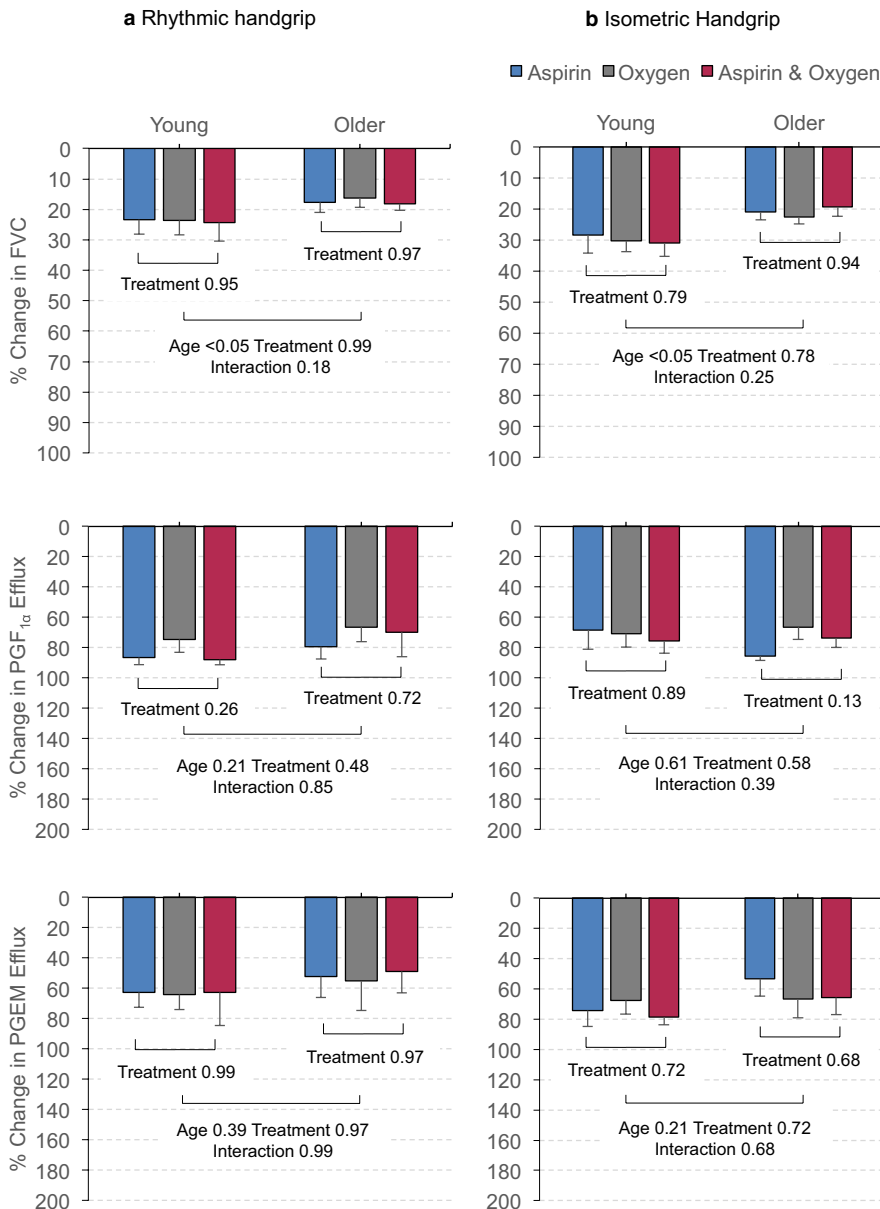 a Rhythmic handgrip
b Isometric Handgrip
Aspirin Oxygen Aspirin & Oxygen
Young Older
% Change in FVC
0
10
20
30
40
50
60
70
80
90
100
Treatment 0.95
Treatment 0.97
Age <0.05 Treatment 0.99
Interaction 0.18
Young Older
0
10
20
30
40
50
60
70
80
90
100
Treatment 0.79
Treatment 0.94
Age <0.05 Treatment 0.78
Interaction 0.25
% Change in PGF1α Efflux
0
20
40
60
80
100
120
140
160
180
200
Treatment 0.26
Treatment 0.72
Age 0.21 Treatment 0.48
Interaction 0.85
0
20
40
60
80
100
120
140
160
180
200
Treatment 0.89
Treatment 0.13
Age 0.61 Treatment 0.58
Interaction 0.39
% Change in PGEM Efflux
0
20
40
60
80
100
120
140
160
180
200
Treatment 0.99
Treatment 0.97
Age 0.39 Treatment 0.97
Interaction 0.99
0
20
40
60
80
100
120
140
160
180
200
Treatment 0.72
Treatment 0.68
Age 0.21 Treatment 0.72
Interaction 0.68